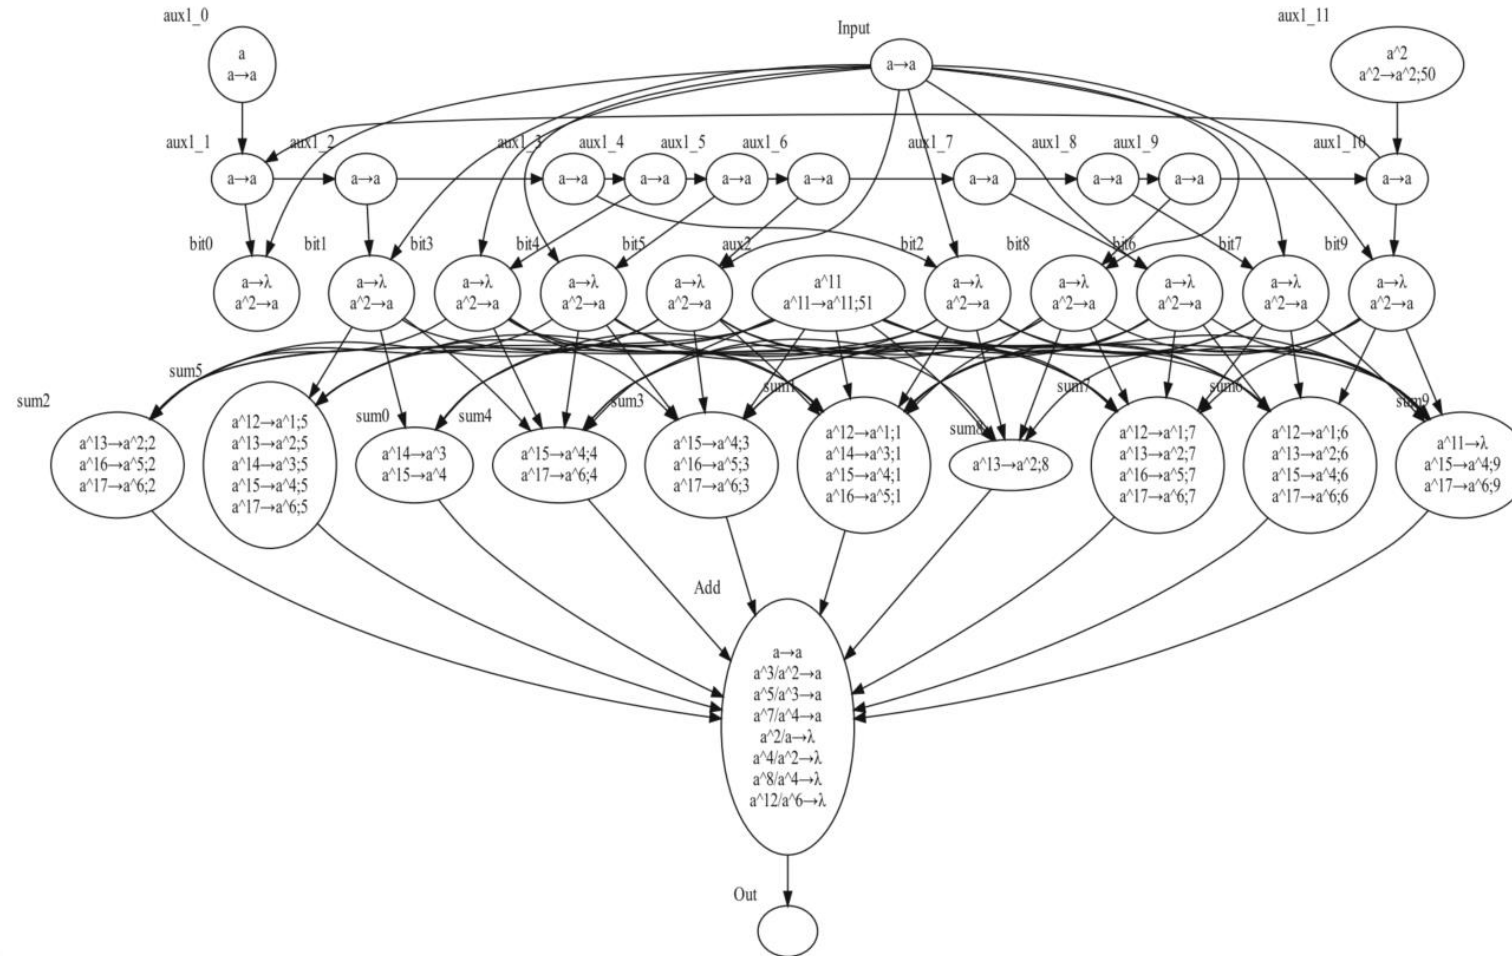 aux1_0
aux1_11
Input
a
a→a
a→a
a^2
a^2→a^2;50
aux1_1
aux1_2
aux1_3
aux1_4
aux1_5
aux1_6
aux1_7
aux1_8
aux1_9
aux1_10
a→a
a→a
a→a
a→a
a→a
a→a
a→a
a→a
a→a
a→a
bit0
bit1
bit3
bit4
bit5
aux2
bit2
bit8
bit6
bit7
bit9
a→λ
a^2→a
a→λ
a^2→a
a→λ
a^2→a
a→λ
a^2→a
a→λ
a^2→a
a^11
a^11→a^11;51
a→λ
a^2→a
a→λ
a^2→a
a→λ
a^2→a
a→λ
a^2→a
a→λ
a^2→a
sum2
sum5
sum0
sum4
sum3
sum1
sum8
sum7
sum6
sum9
a^13→a^2;2
a^16→a^5;2
a^17→a^6;2
a^12→a^1;5
a^13→a^2;5
a^14→a^3;5
a^15→a^4;5
a^17→a^6;5
a^14→a^3
a^15→a^4
a^15→a^4;4
a^17→a^6;4
a^15→a^4;3
a^16→a^5;3
a^17→a^6;3
a^12→a^1;1
a^14→a^3;1
a^15→a^4;1
a^16→a^5;1
a^13→a^2;8
a^12→a^1;7
a^13→a^2;7
a^16→a^5;7
a^17→a^6;7
a^12→a^1;6
a^13→a^2;6
a^15→a^4;6
a^17→a^6;6
a^11→λ
a^15→a^4;9
a^17→a^6;9
Add
a→a
a^3/a^2→a
a^5/a^3→a
a^7/a^4→a
a^2/a→λ
a^4/a^2→λ
a^8/a^4→λ
a^12/a^6→λ
Out